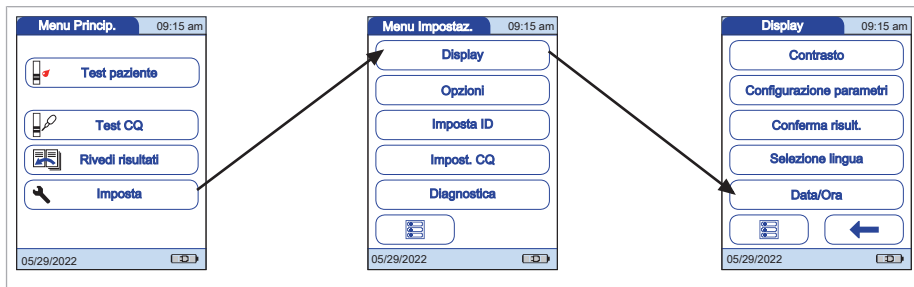 Menu Princip. 09:15 am
Test paziente
Test CQ
Rivedi risultati
Imposta
05/29/2022
Menu Impostaz. 09:15 am
Display
Opzioni
Imposta ID
Impost. CQ
Diagnostica
05/29/2022
Display 09:15 am
Contrasto
Configurazione parametri
Conferma risult.
Selezione lingua
Data/Ora
05/29/2022